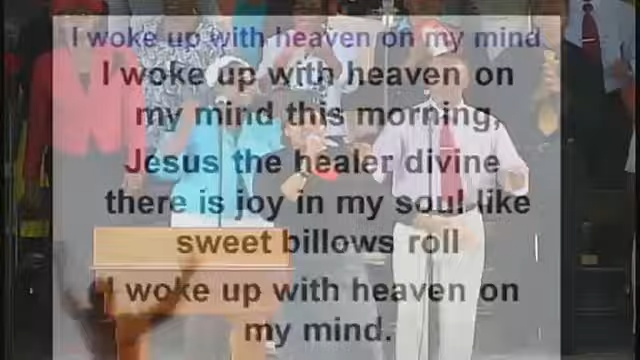 I woke up with heaven on my mind
I woke up with heaven on
my mind this morning,
Jesus the healer divine
there is joy in my soul like
sweet billows roll
I woke up with heaven on
my mind.